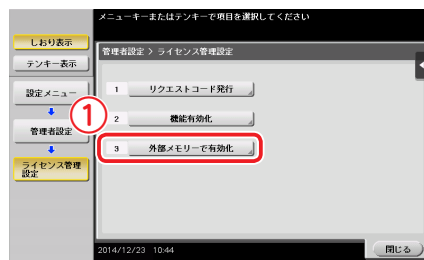 メニューキーまたはテンキーで項目を選択してください
しおり表示
テンキー表示
管理者設定 > ライセンス管理設定
設定メニュー
管理者設定
ライセンス管理
設定
1 リクエストコード発行
①
2 機能有効化
3 外部メモリーで有効化
2014/12/23 10:44
閉じる